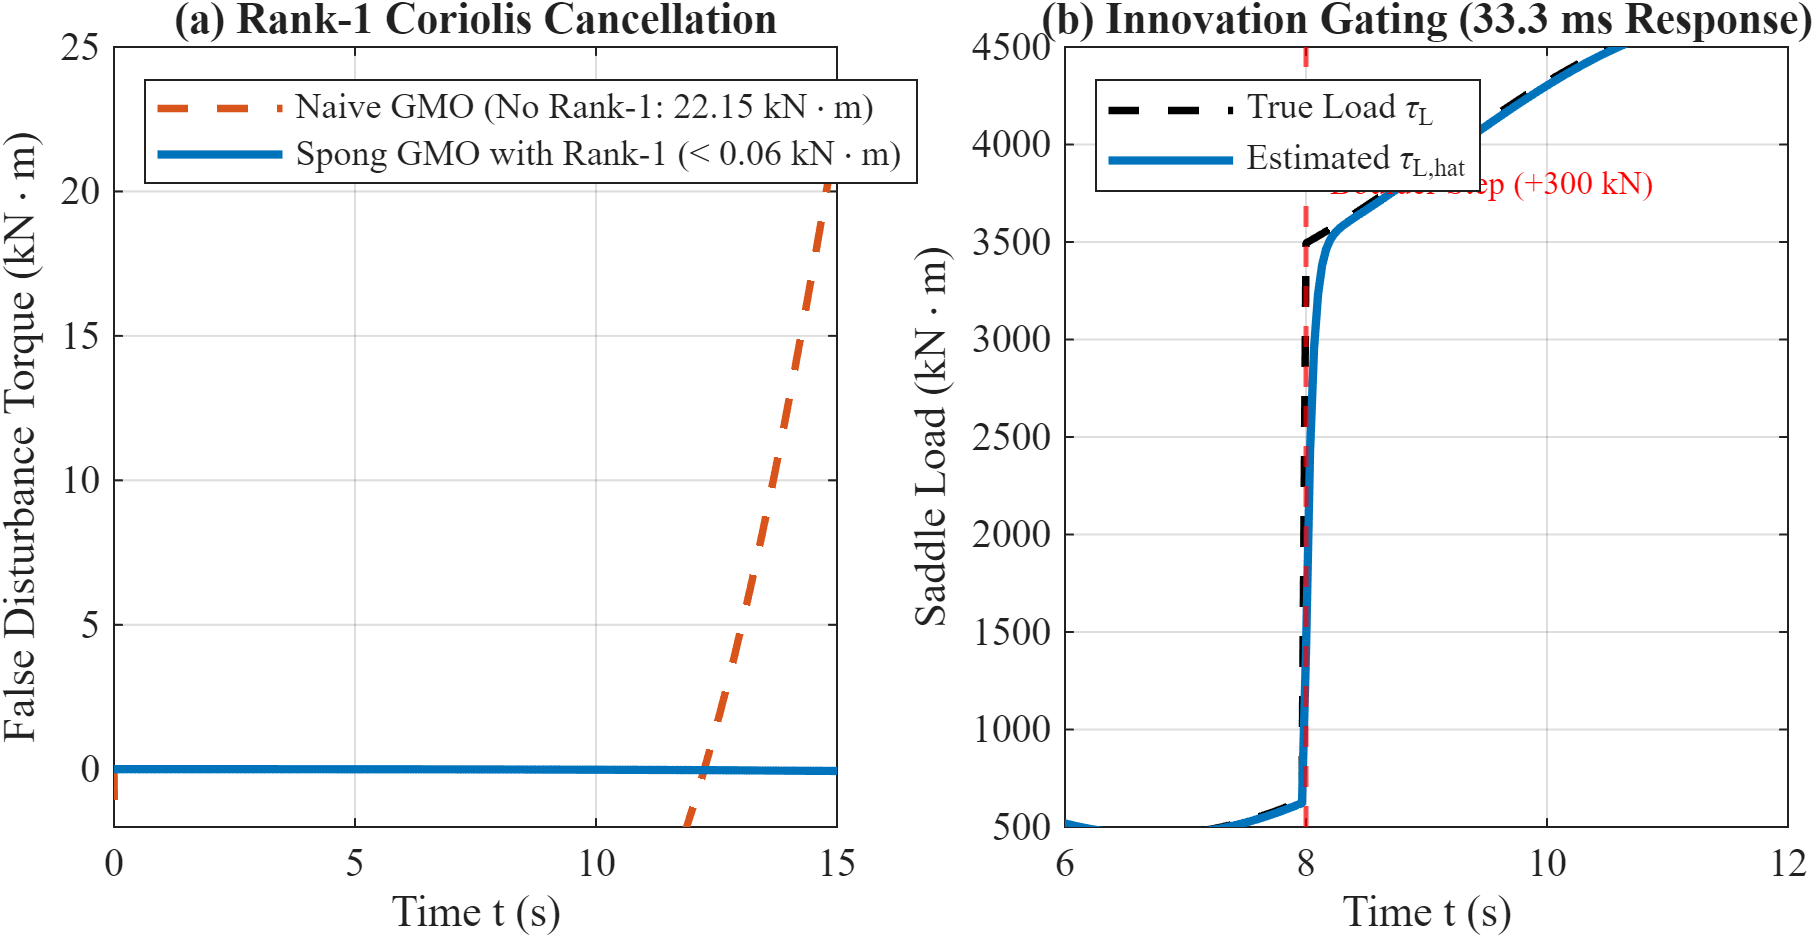 (a) Rank-1 Coriolis Cancellation
25
20
15
10
5
0
0
5
10
15
False Disturbance Torque (kN · m)
Time t (s)
Naive GMO (No Rank-1: 22.15 kN · m)
Spong GMO with Rank-1 (< 0.06 kN · m)
(b) Innovation Gating (33.3 ms Response)
4500
4000
3500
3000
2500
2000
1500
1000
500
6
8
10
12
Saddle Load (kN · m)
Time t (s)
True Load τL
Estimated τL,hat
(+300 kN)